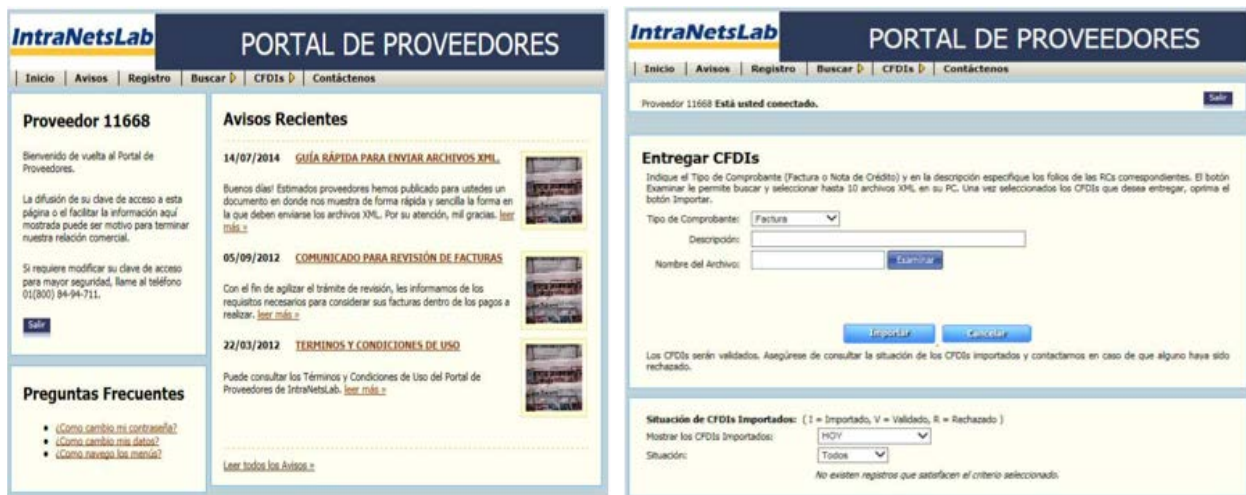 IntraNetsLab
PORTAL DE PROVEEDORES
Inicio | Avisos | Registro | Buscar | CFDIs | Contáctenos
Proveedor 11668
Bienvenido de vuelta al Portal de
Proveedores.
La difusión de su clave de acceso a esta
página o el facilitar la información aquí
mostrada puede ser motivo para terminar
nuestra relación comercial.
Si requiere modificar su clave de acceso
para mayor seguridad, llame al teléfono
01(800) 84-94-711.
Salir
Preguntas Frecuentes
¿Como cambio mi contraseña?
¿Como cambio mis datos?
¿Como navego los menús?
Avisos Recientes
14/07/2014 GUÍA RÁPIDA PARA ENVIAR ARCHIVOS XML.
Buenos días! Estimados proveedores hemos publicado para ustedes un
documento en donde nos muestra de forma rápida y sencilla la forma en
la que deben enviarse los archivos XML. Por su atención, mil gracias. leer
más »
05/09/2012 COMUNICADO PARA REVISIÓN DE FACTURAS
Con el fin de agilizar el trámite de revisión, les informamos de los
requisitos necesarios para considerar sus facturas dentro de los pagos a
realizar. leer más »
22/03/2012 TERMINOS Y CONDICIONES DE USO
Puede consultar los Términos y Condiciones de Uso del Portal de
Proveedores de IntraNetsLab. leer más »
Leer todos los Avisos »
IntraNetsLab
PORTAL DE PROVEEDORES
Inicio | Avisos | Registro | Buscar | CFDIs | Contáctenos
Proveedor 11668 Está usted conectado.
Salir
Entregar CFDIs
Indique el Tipo de Comprobante (Factura o Nota de Crédito) y en la descripción especifique los folios de las RCs correspondientes. El botón
Examinar le permite buscar y seleccionar hasta 10 archivos XML en su PC. Una vez seleccionados los CFDIs que desea entregar, oprima el
botón Importar.
Tipo de Comprobante: Factura
Descripción:
Nombre del Archivo: Examinar
Importar Cancelar
Los CFDIs serán validados. Asegúrese de consultar la situación de los CFDIs importados y contactarnos en caso de que alguno haya sido
rechazado.
Situación de CFDIs Importados: ( I = Importado, V = Validado, R = Rechazado )
Mostrar los CFDIs Importados: HOY
Situación: Todos
No existen registros que satisfacen el criterio seleccionado.